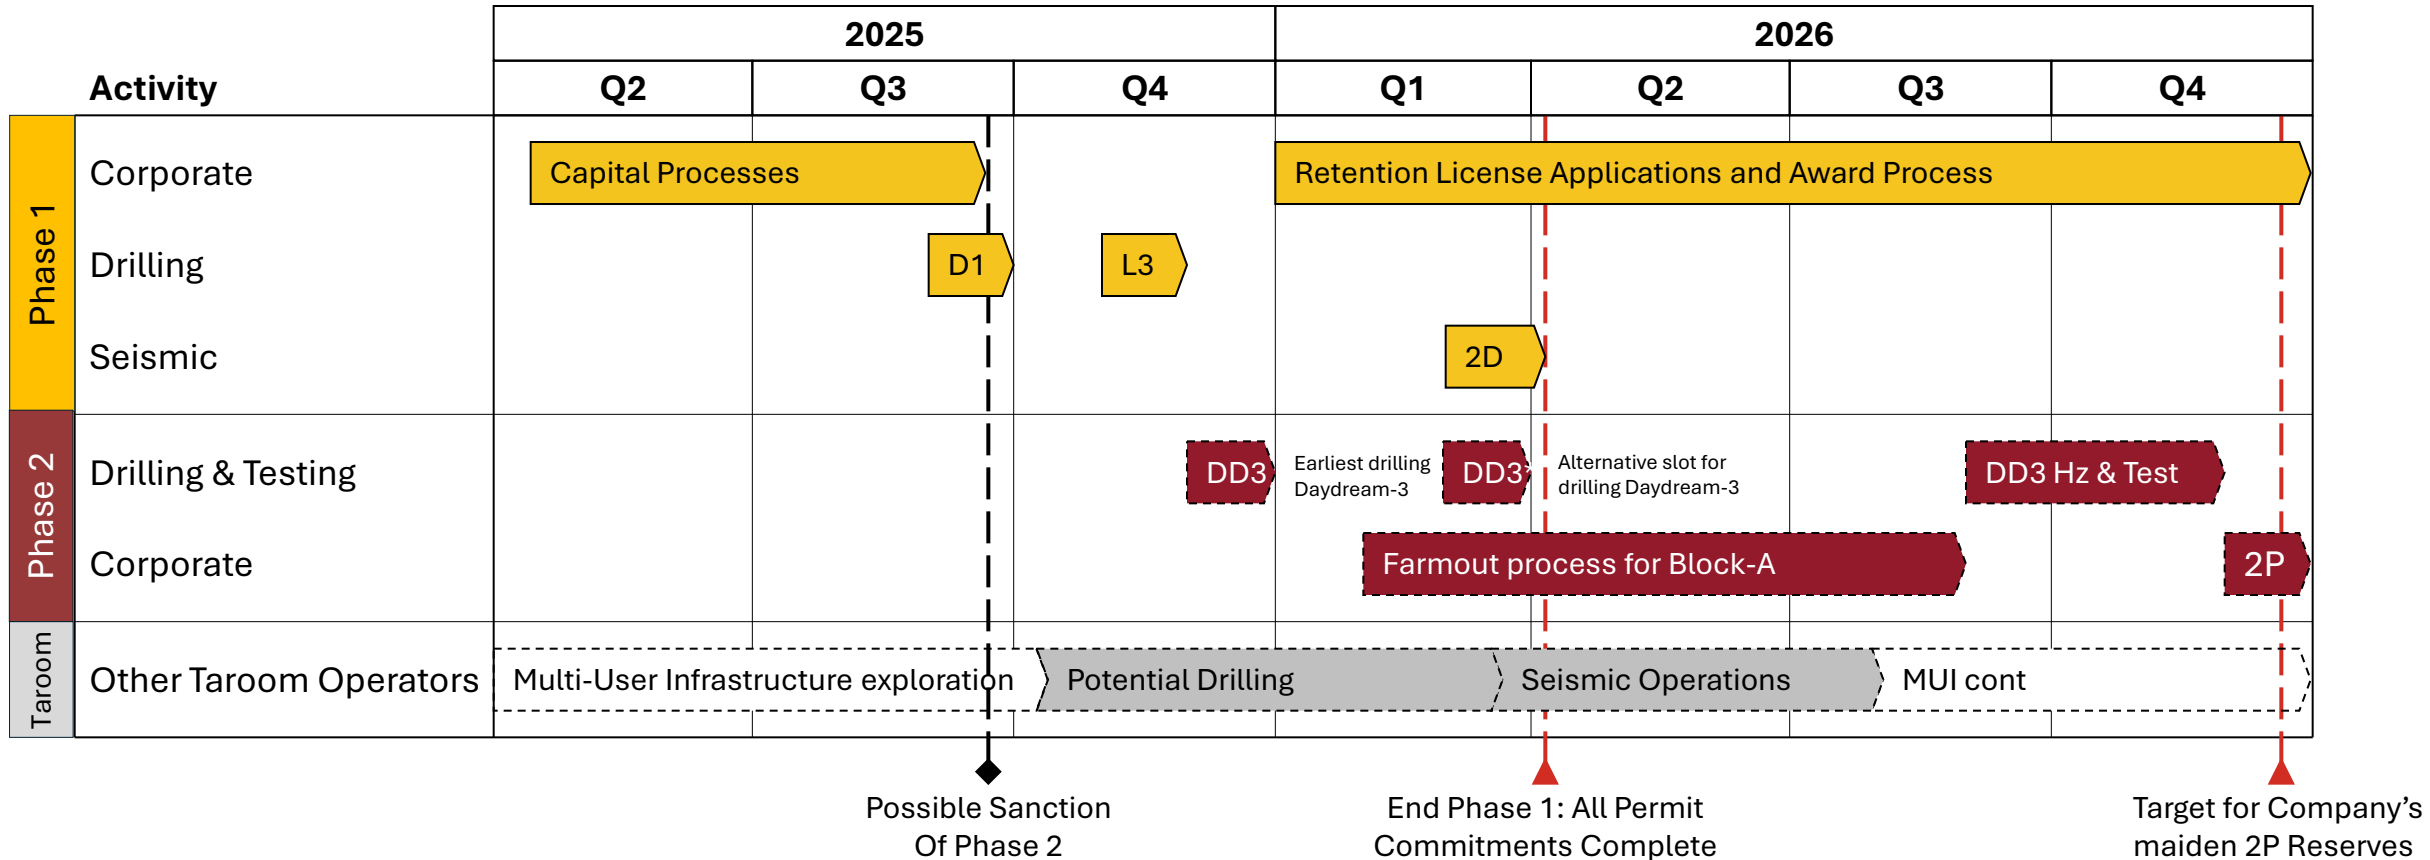 2025
2026
Activity
Q2
Q3
Q4
Q1
Q2
Q3
Q4
Phase 1
Corporate
Capital Processes
Retention License Applications and Award Process
Drilling
D1
L3
Seismic
2D
Phase 2
Drilling & Testing
DD3
Earliest drilling
Daydream-3
DD3*
Alternative slot for
drilling Daydream-3
DD3 Hz & Test
Corporate
Farmout process for Block-A
2P
Taroom
Other Taroom Operators
Multi-User Infrastructure exploration
Potential Drilling
Seismic Operations
MUI cont
Possible Sanction
Of Phase 2
End Phase 1: All Permit
Commitments Complete
Target for Company’s
maiden 2P Reserves